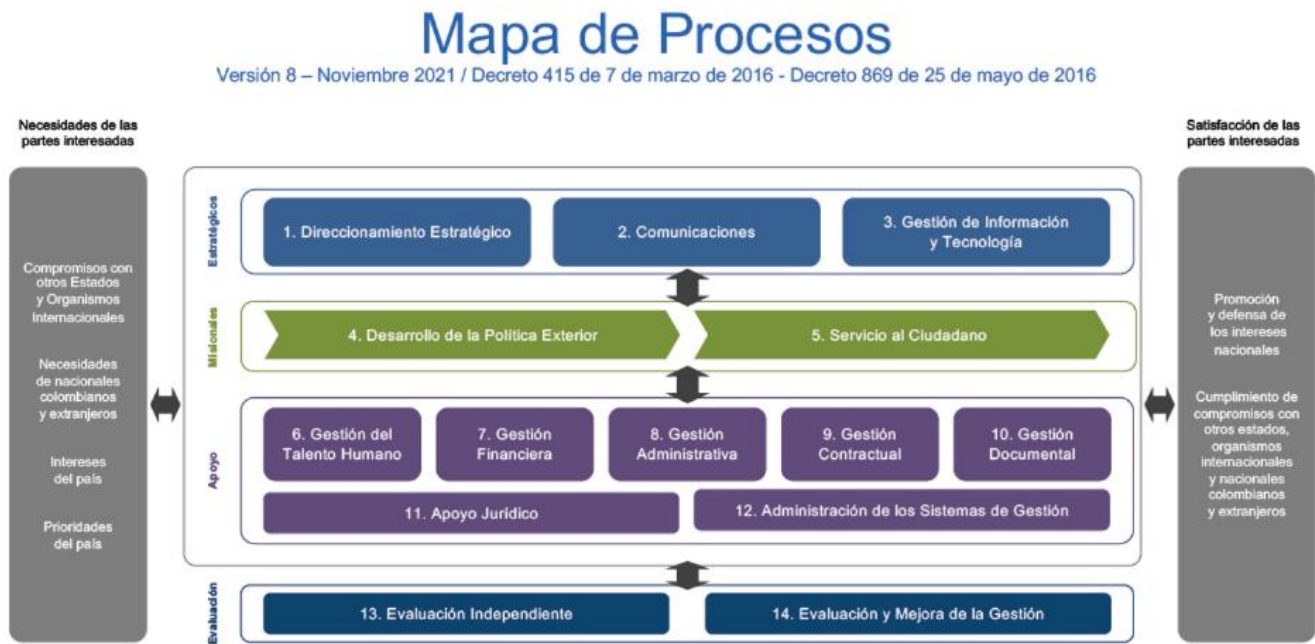 Mapa de Procesos
Versión 8 – Noviembre 2021 / Decreto 415 de 7 de marzo de 2016 - Decreto 869 de 25 de mayo de 2016
Necesidades de las
partes interesadas
Compromisos con
otros Estados
y Organismos
Internacionales
Necesidades
de nacionales
colombianos
y extranjeros
Intereses
del país
Prioridades
del país
Estratégicos
1. Direccionamiento Estratégico
2. Comunicaciones
3. Gestión de Información
y Tecnología
Misionales
4. Desarrollo de la Política Exterior
5. Servicio al Ciudadano
Apoyo
6. Gestión del
Talento Humano
7. Gestión
Financiera
8. Gestión
Administrativa
9. Gestión
Contractual
10. Gestión
Documental
11. Apoyo Jurídico
12. Administración de los Sistemas de Gestión
Evaluación
13. Evaluación Independiente
14. Evaluación y Mejora de la Gestión
Satisfacción de las
partes interesadas
Promoción
y defensa de
los intereses
nacionales
Cumplimiento de
compromisos con
otros estados,
organismos
internacionales
y nacionales
colombianos
y extranjeros